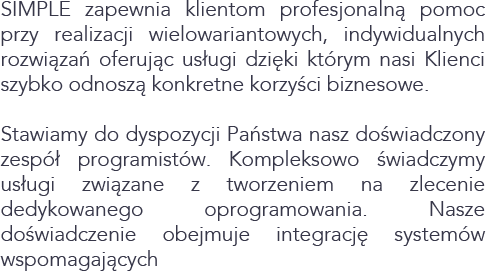 SIMPLE zapewnia klientom profesjonalną pomoc
przy realizacji wielowariantowych, indywidualnych
rozwiązań oferując usługi dzięki którym nasi Klienci
szybko odnoszą konkretne korzyści biznesowe.
Stawiamy do dyspozycji Państwa nasz doświadczony
zespół programistów. Kompleksowo świadczymy
usługi związane z tworzeniem na zlecenie
dedykowanego oprogramowania. Nasze
doświadczenie obejmuje integrację systemów
wspomagających